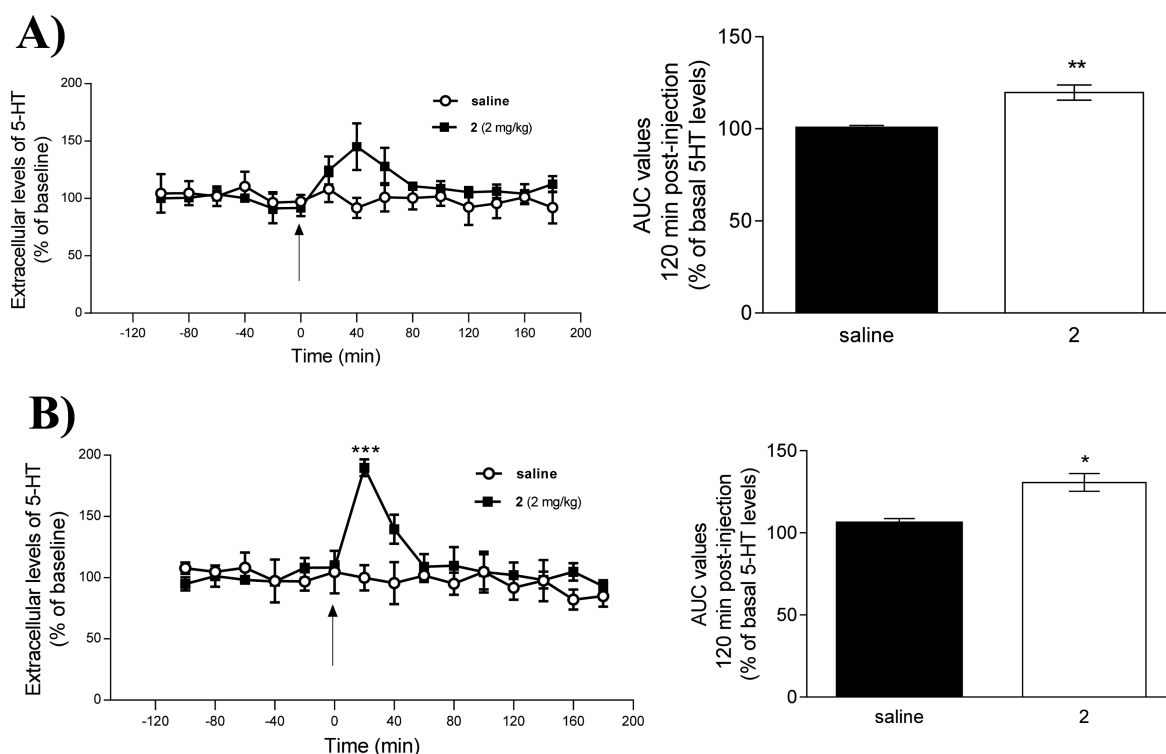 A)
Extracellular levels of 5-HT
(% of baseline)
200
150
100
50
0
saline
2 (2 mg/kg)
-120
-80
-40
0
40
80
120
160
200
Time (min)
AUC values
120 min post-injection
(% of basal 5HT levels)
150
100
50
0
**
saline
2
B)
Extracellular levels of 5-HT
(% of baseline)
200
150
100
50
0
***
saline
2 (2 mg/kg)
-120
-80
-40
0
40
80
120
160
200
Time (min)
AUC values
120 min post-injection
(% of basal 5-HT levels)
150
100
50
0
*
saline
2